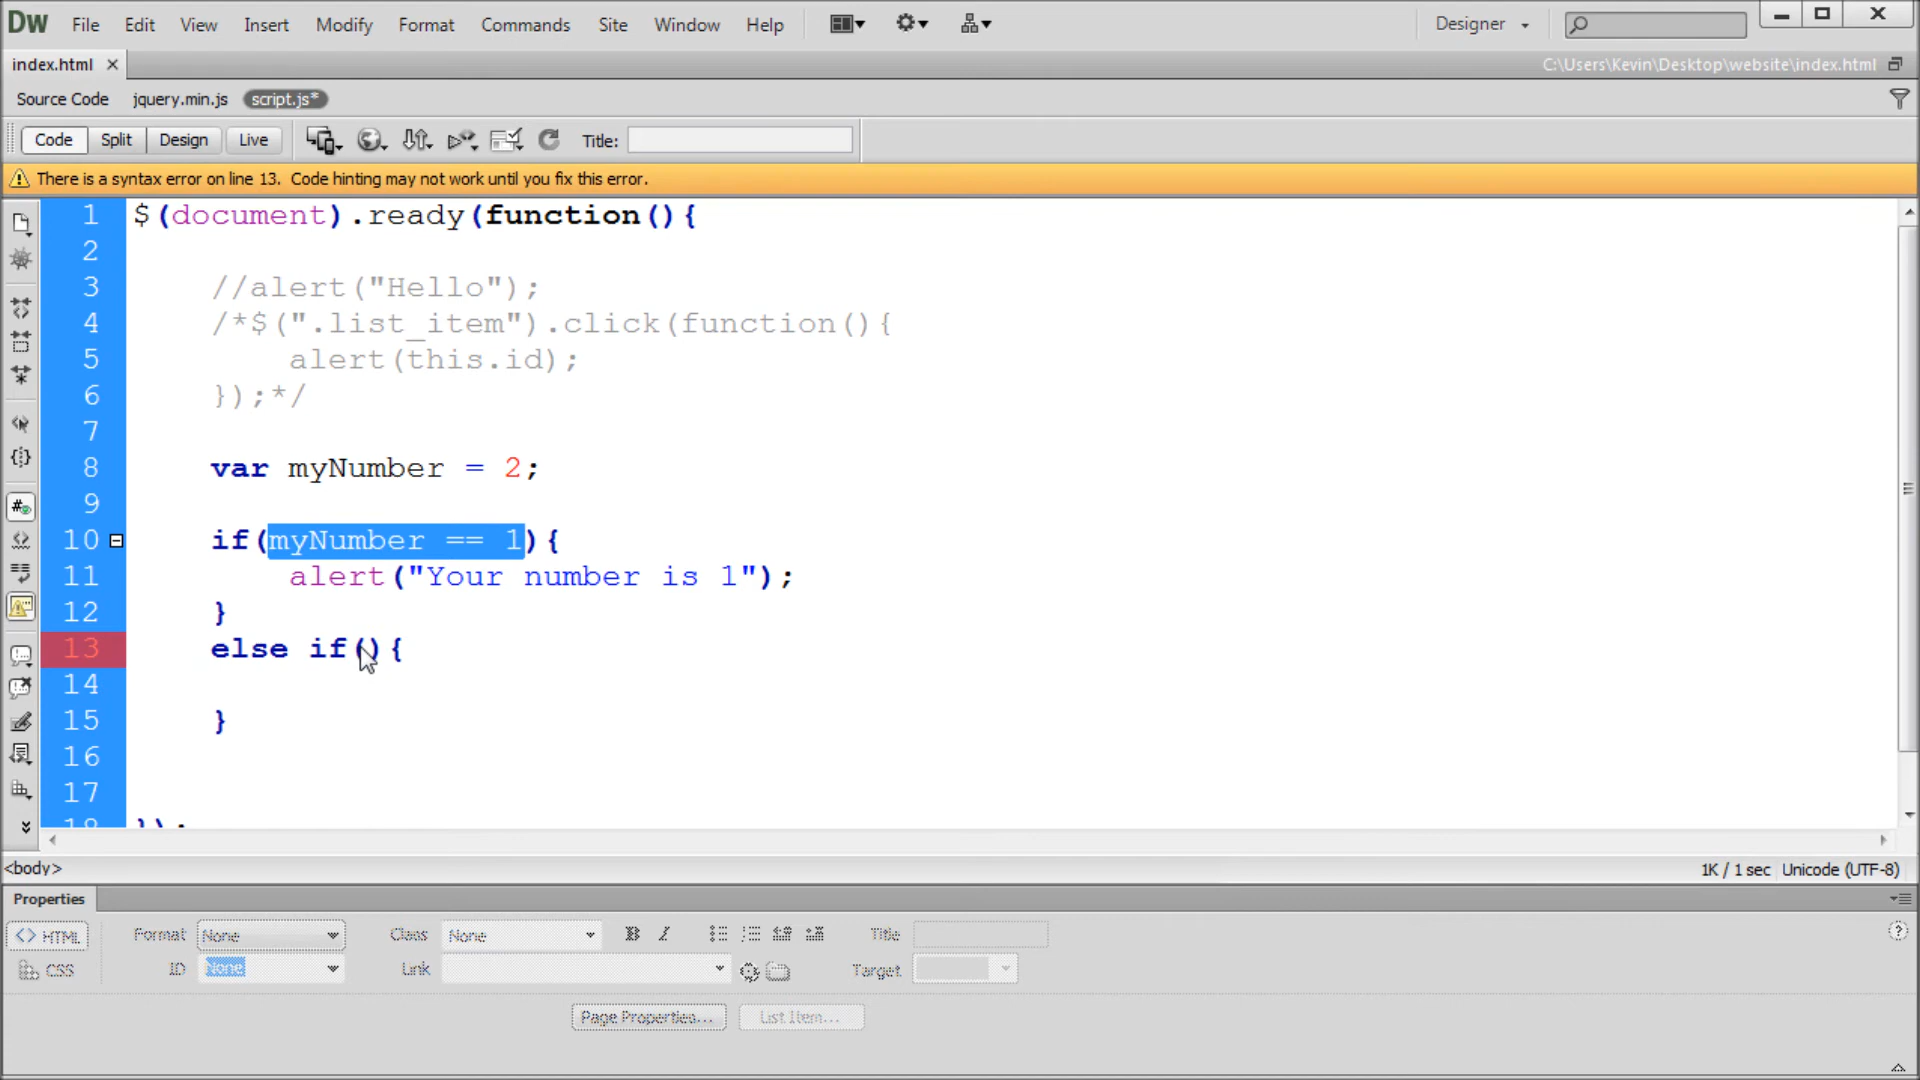 DW File Edit View Insert Modify Format Commands Site Window Help Designer
index.html C:\Users\Kevin\Desktop\website\index.html
Source Code jquery.min.js script.js*
Code Split Design Live Title:
There is a syntax error on line 13. Code hinting may not work until you fix this error.
1 $(document).ready(function(){
2
3 //alert("Hello");
4 /*$(".list_item").click(function(){
5 alert(this.id);
6 });*/
7
8 var myNumber = 2;
9
10 if(myNumber == 1){
11 alert("Your number is 1");
12 }
13 else if(){
14
15 }
16
17
18 });
<body> 1K / 1 sec Unicode (UTF-8)
Properties
<> HTML Format None Class None B I Title
CSS ID None Link Target
Page Properties... List Item...